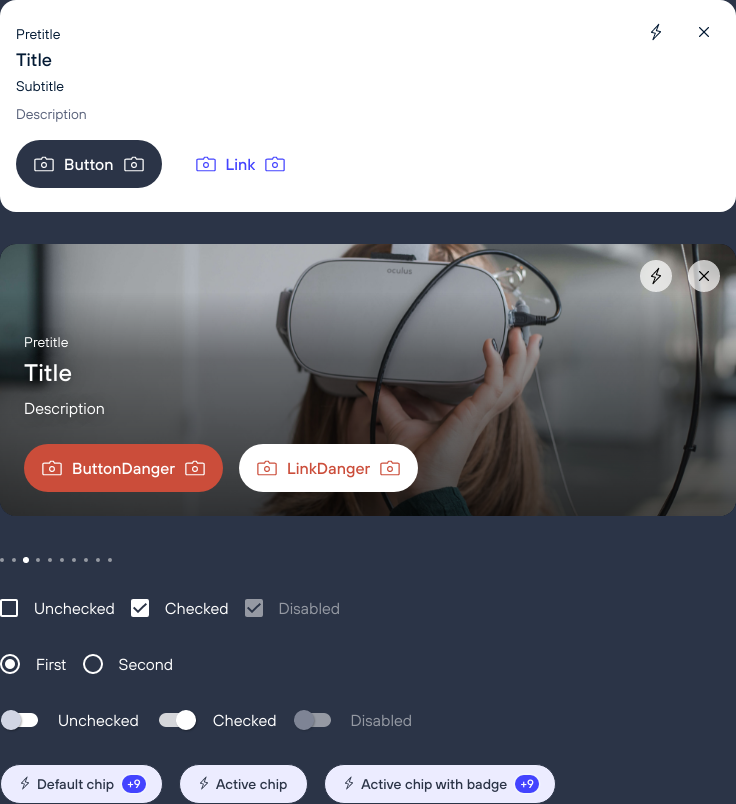 Pretitle
Title
Subtitle
Description
Button Link
oculus
Pretitle
Title
Description
ButtonDanger LinkDanger
Unchecked Checked Disabled
First Second
Unchecked Checked Disabled
Default chip +9 Active chip Active chip with badge +9